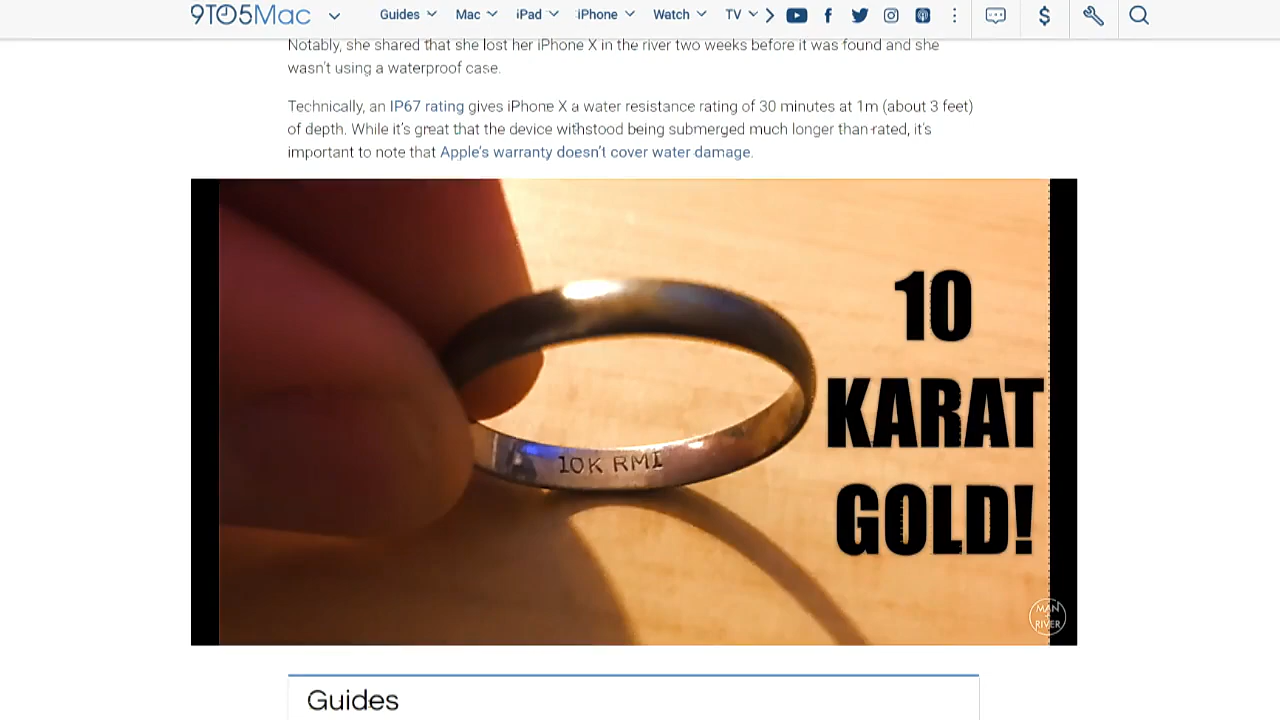 9TO5Mac
Guides Mac iPad iPhone Watch TV
Notably, she shared that she lost her iPhone X in the river two weeks before it was found and she
wasn't using a waterproof case.
Technically, an IP67 rating gives iPhone X a water resistance rating of 30 minutes at 1m (about 3 feet)
of depth. While it's great that the device withstood being submerged much longer than rated, it's
important to note that Apple's warranty doesn't cover water damage.
10
KARAT
GOLD!
10K RMI
MAN
RIVER
Guides